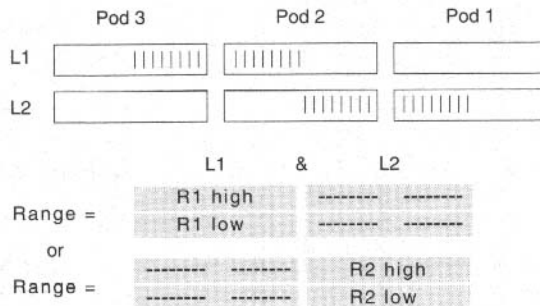 Pod 3 Pod 2 Pod 1
L1
L2
L1 & L2
R1 high -------- --------
Range =
R1 low -------- --------
or
-------- -------- R2 high
Range =
-------- -------- R2 low